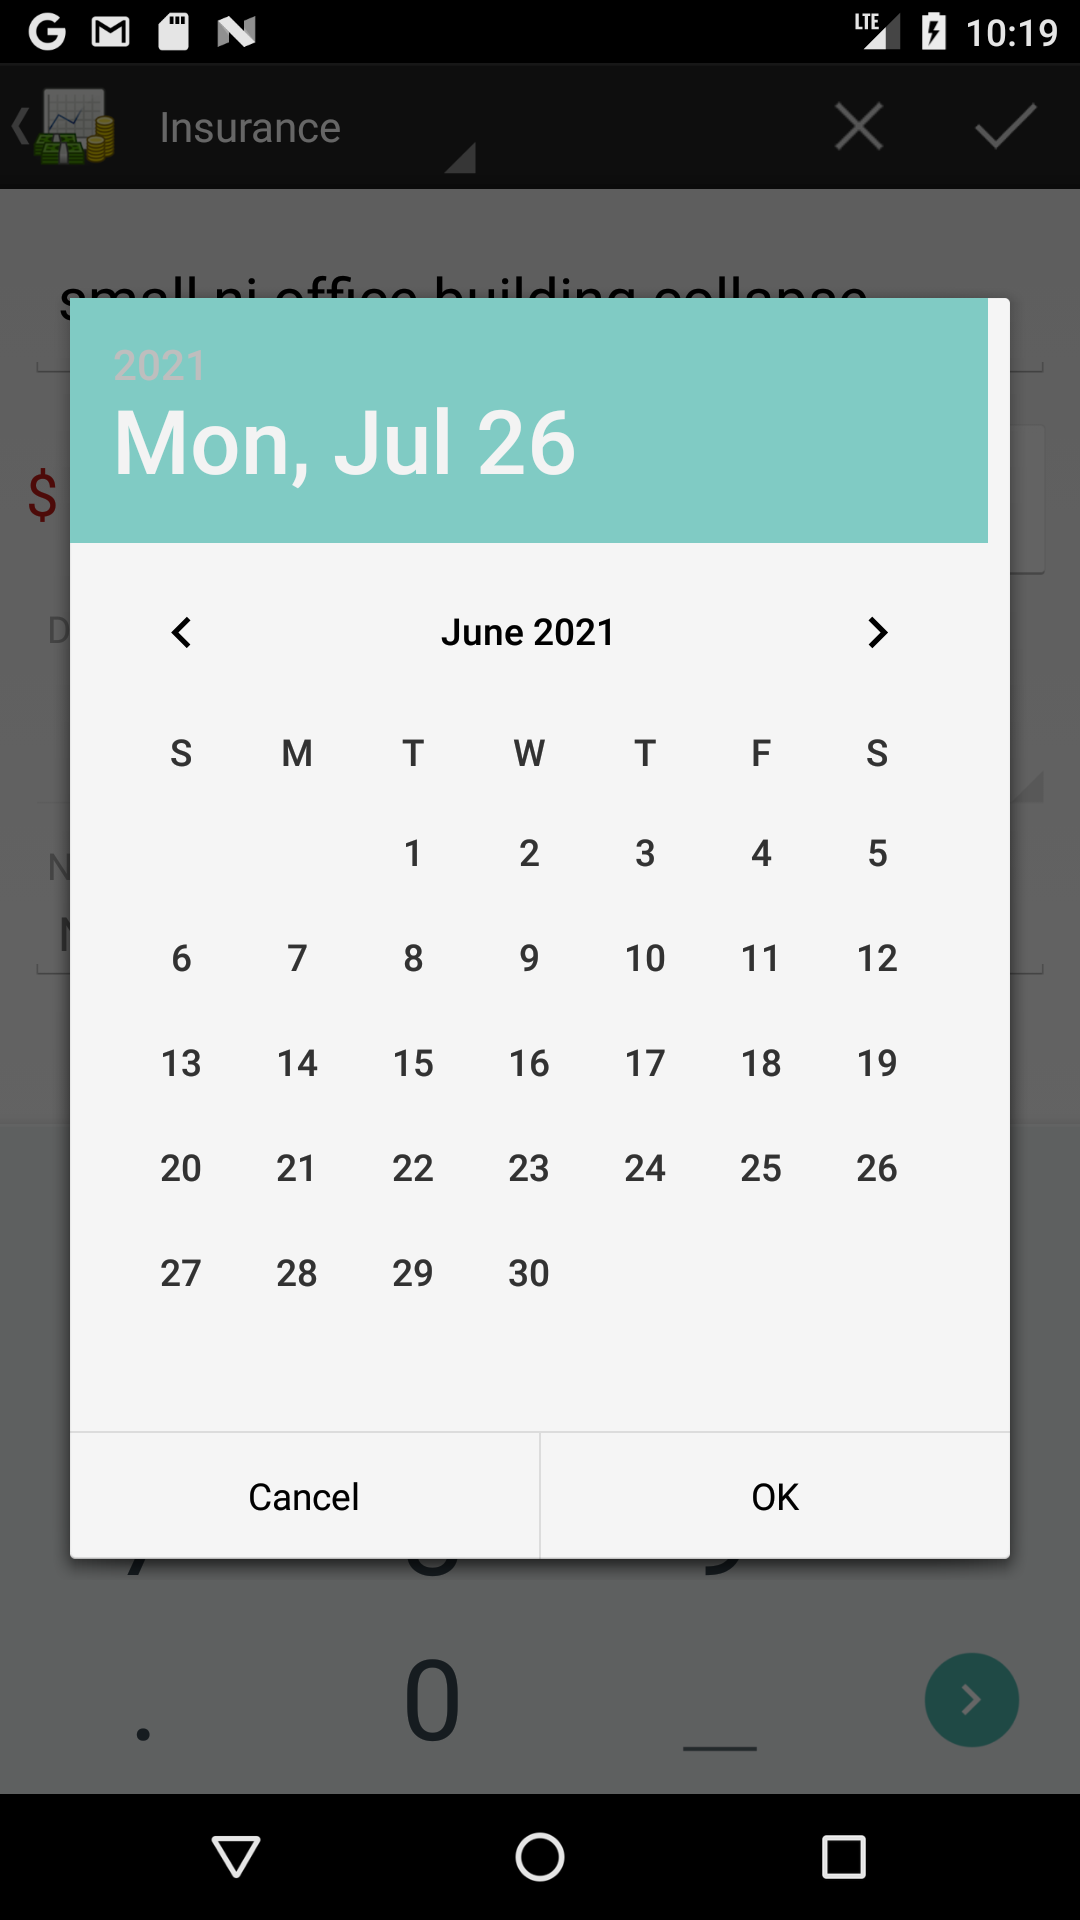 LTE 10:19
Insurance
small nj office building collapse
2021
Mon, Jul 26
$
D
June 2021
S M T W T F S
1 2 3 4 5
6 7 8 9 10 11 12
N
13 14 15 16 17 18 19
20 21 22 23 24 25 26
27 28 29 30
Cancel OK
. 0